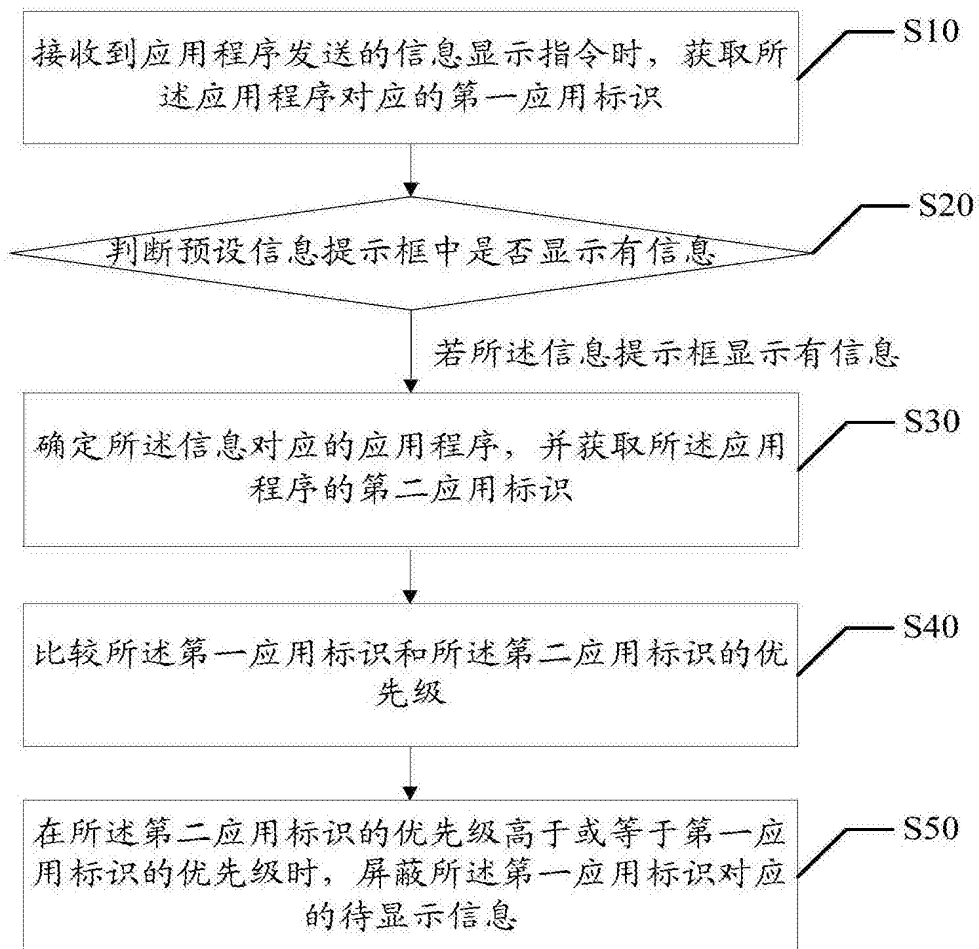 接收到应用程序发送的信息显示指令时，获取所
述应用程序对应的第一应用标识
S10
判断预设信息提示框中是否显示有信息
S20
若所述信息提示框显示有信息
确定所述信息对应的应用程序，并获取所述应用
程序的第二应用标识
S30
比较所述第一应用标识和所述第二应用标识的优
先级
S40
在所述第二应用标识的优先级高于或等于第一应
用标识的优先级时，屏蔽所述第一应用标识对应
的待显示信息
S50